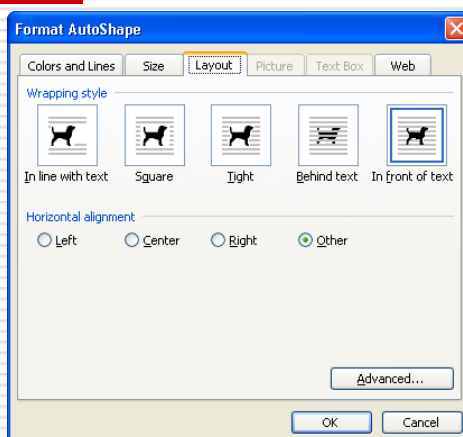 Format AutoShape
Colors and Lines Size Layout Picture Text Box Web
Wrapping style
In line with text Square Tight Behind text In front of text
Horizontal alignment
Left Center Right Other
Advanced...
OK Cancel